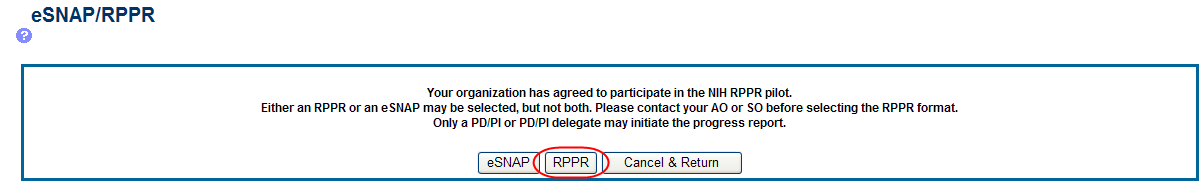 eSNAP/RPPR
?
Your organization has agreed to participate in the NIH RPPR pilot.
Either an RPPR or an eSNAP may be selected, but not both. Please contact your AO or SO before selecting the RPPR format.
Only a PD/PI or PD/PI delegate may initiate the progress report.
eSNAP RPPR Cancel & Return